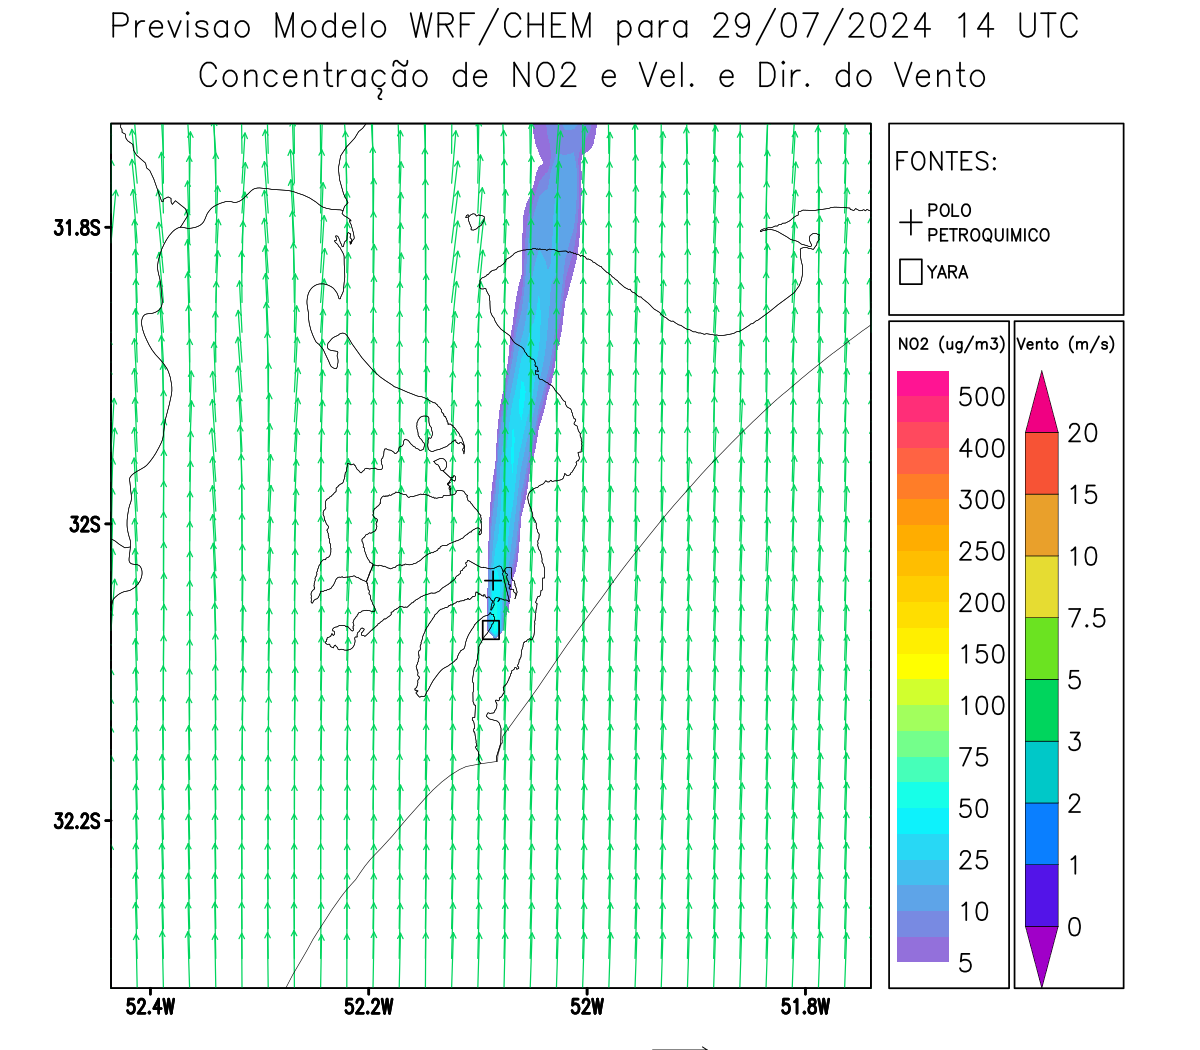 Previsao Modelo WRF/CHEM para 29/07/2024 14 UTC
Concentração de NO2 e Vel. e Dir. do Vento
FONTES:
POLO
PETROQUIMICO
YARA
31.8S
32S
32.2S
52.4W
52.2W
52W
51.8W
NO2 (ug/m3)
500
400
300
250
200
150
100
75
50
25
10
5
Vento (m/s)
20
15
10
7.5
5
3
2
1
0